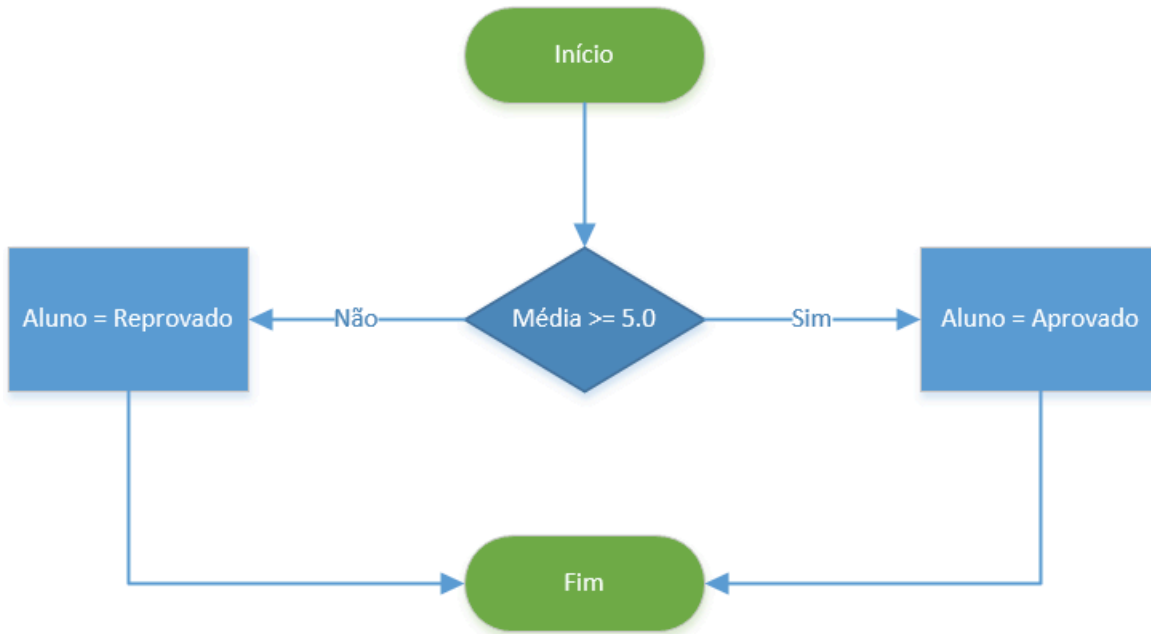 Início
Aluno = Reprovado
Não
Média >= 5.0
Sim
Aluno = Aprovado
Fim